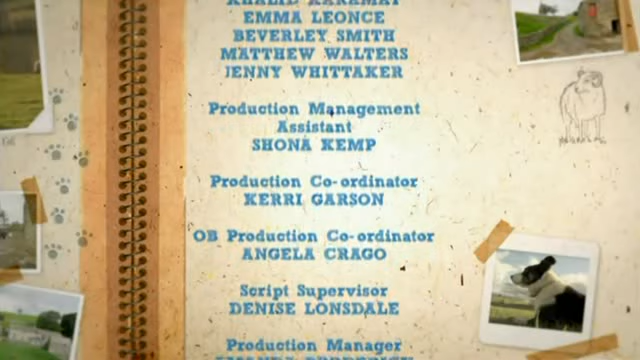 EMMA LEONCE
BEVERLEY SMITH
MATTHEW WALTERS
JENNY WHITTAKER
Production Management
Assistant
SHONA KEMP
Production Co-ordinator
KERRI GARSON
OB Production Co-ordinator
ANGELA CRAGO
Script Supervisor
DENISE LONSDALE
Production Manager